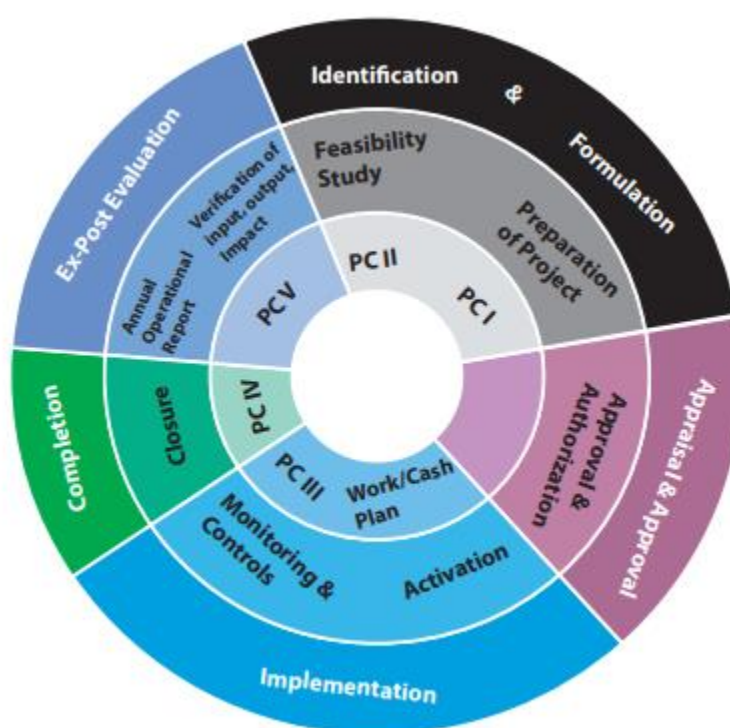 Identification & Formulation
Feasibility
Study
Preparation
of Project
PC II
PC I
Appraisal & Approval
Approval &
Authorization
Implementation
Activation
Monitoring &
Controls
Work/Cash
Plan
PC III
Completion
Closure
PC IV
Ex-Post Evaluation
Annual
Operational
Report
Verification of
input, output,
Impact
PC V